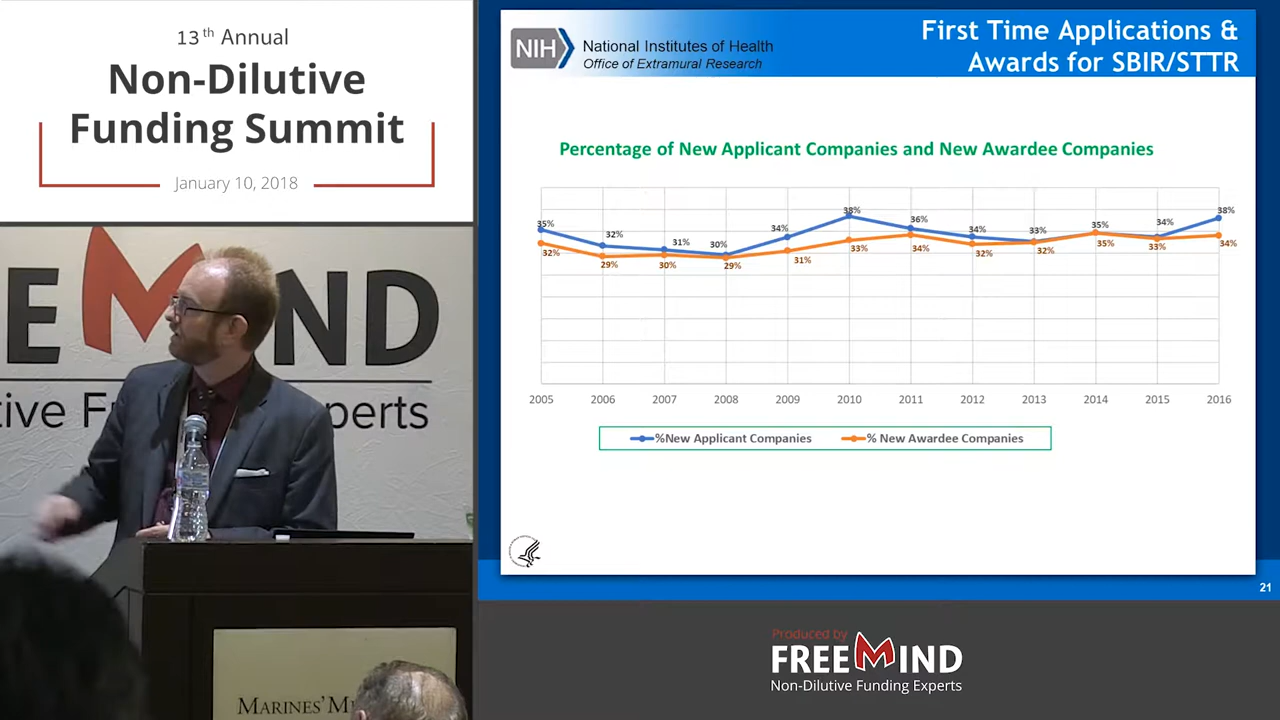 13th Annual
Non-Dilutive
Funding Summit
January 10, 2018
NIH
National Institutes of Health
Office of Extramural Research
First Time Applications &
Awards for SBIR/STTR
Percentage of New Applicant Companies and New Awardee Companies
35% 32% 31% 30% 34% 38% 36% 34% 33% 35% 34% 38%
32% 29% 30% 29% 31% 33% 34% 32% 32% 35% 33% 34%
2005 2006 2007 2008 2009 2010 2011 2012 2013 2014 2015 2016
%New Applicant Companies
% New Awardee Companies
21
E MIND
tive F perts
MARINES'
Produced by
FREEMIND
Non-Dilutive Funding Experts